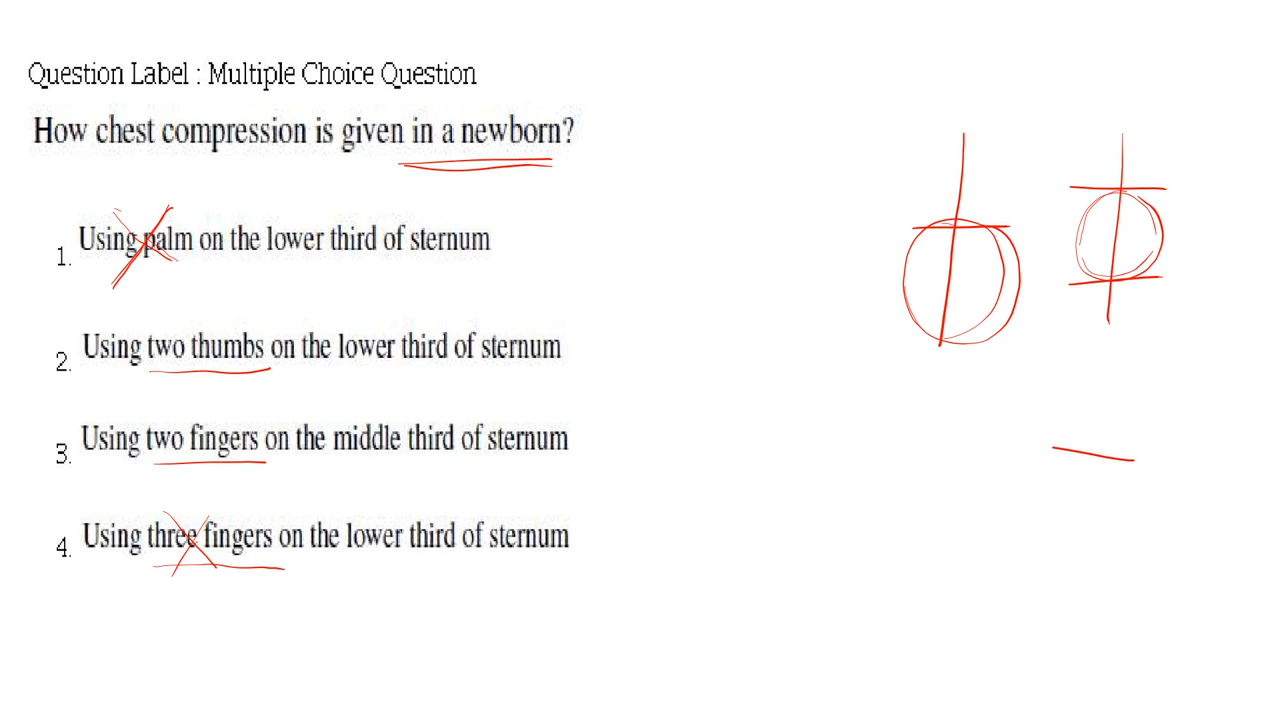 Question Label : Multiple Choice Question
How chest compression is given in a newborn?
1. Using palm on the lower third of sternum
2. Using two thumbs on the lower third of sternum
3. Using two fingers on the middle third of sternum
4. Using three fingers on the lower third of sternum